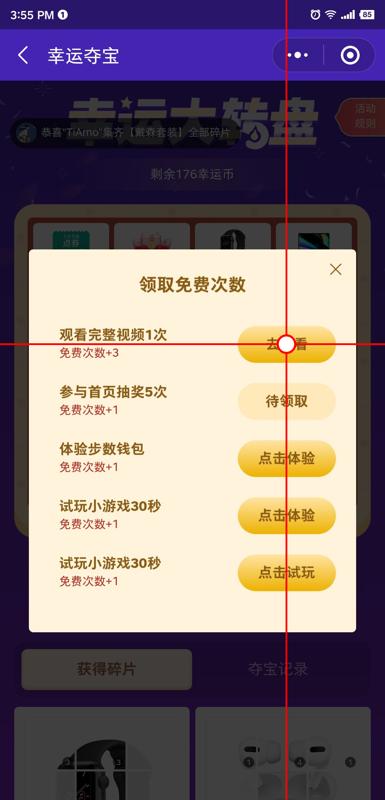 3:55 PM
85
幸运夺宝
幸运大转盘
活动
规则
恭喜“TiAmo”集齐【戴森套装】全部碎片
剩余176幸运币
领取免费次数
观看完整视频1次
免费次数+3
去 看
参与首页抽奖5次
免费次数+1
待领取
体验步数钱包
免费次数+1
点击体验
试玩小游戏30秒
免费次数+1
点击体验
试玩小游戏30秒
免费次数+1
点击试玩
获得碎片
夺宝记录